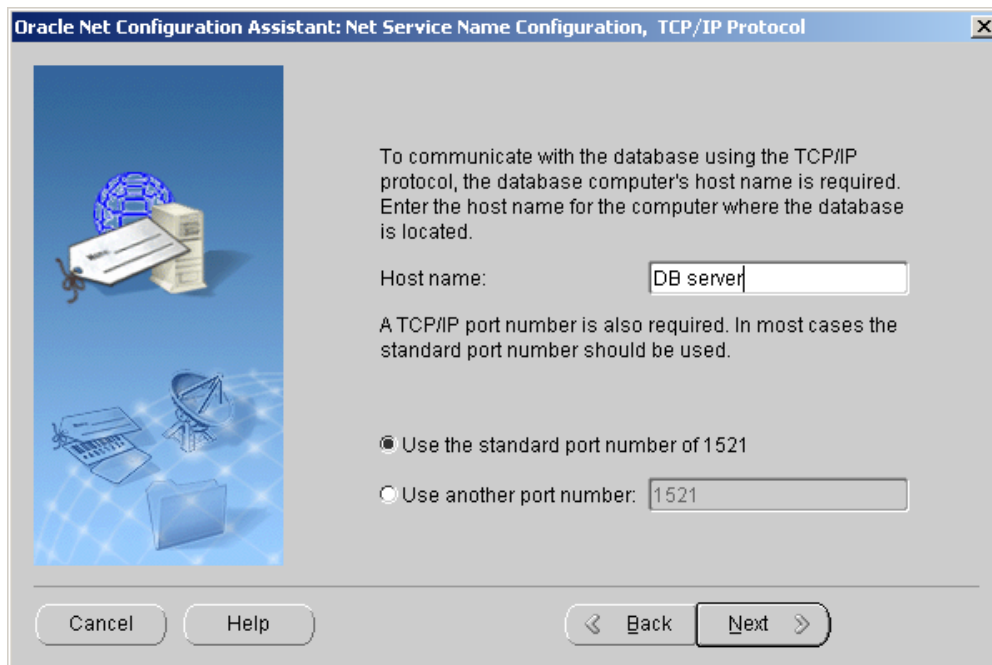 Oracle Net Configuration Assistant: Net Service Name Configuration, TCP/IP Protocol
To communicate with the database using the TCP/IP
protocol, the database computer's host name is required.
Enter the host name for the computer where the database
is located.
Host name: DB server
A TCP/IP port number is also required. In most cases the
standard port number should be used.
Use the standard port number of 1521
Use another port number: 1521
Cancel Help Back Next